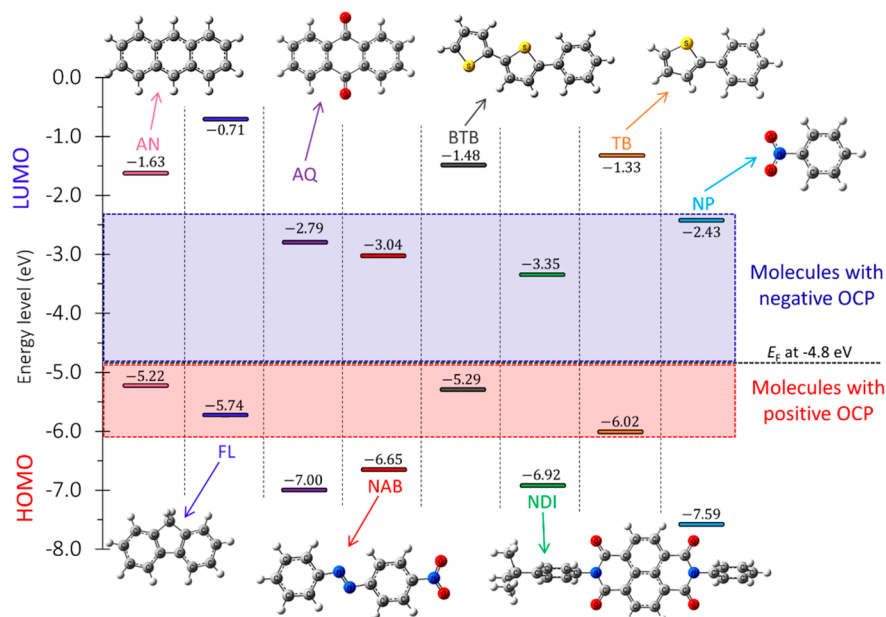 0.0
-1.0
-2.0
-3.0
-4.0
-5.0
-6.0
-7.0
-8.0
LUMO
Energy level (eV)
HOMO
AN
−1.63
−0.71
AQ
BTB
−1.48
TB
−1.33
NP
−2.43
−2.79
−3.04
−3.35
Molecules with
negative OCP
E_F at -4.8 eV
−5.22
−5.74
−5.29
−6.02
Molecules with
positive OCP
FL
−7.00
−6.65
NAB
−6.92
NDI
−7.59
S
S
S